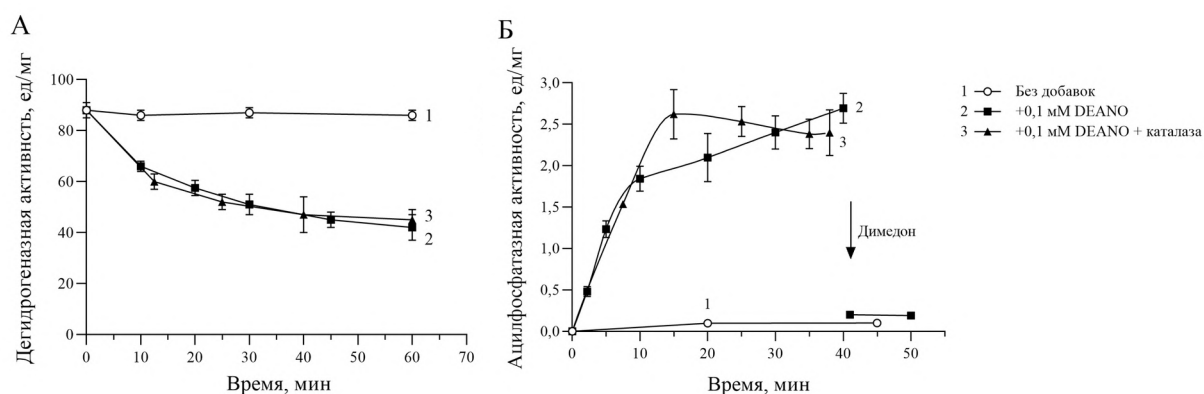 А
Дегидрогеназная активность, ед/мг
100
80
60
40
20
0
1
3
2
0 10 20 30 40 50 60 70
Время, мин
Б
Ацилфосфатазная активность, ед/мг
3,0
2,5
2,0
1,5
1,0
0,5
0,0
2
3
Димедон
1
0 10 20 30 40 50
Время, мин
1 Без добавок
2 +0,1 мМ DEANO
3 +0,1 мМ DEANO + каталаза